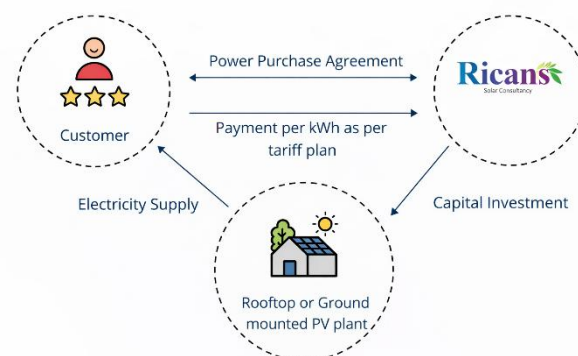 Power Purchase Agreement
Ricans
Solar Consultancy
Customer
Payment per kWh as per
tariff plan
Electricity Supply
Capital Investment
Rooftop or Ground
mounted PV plant